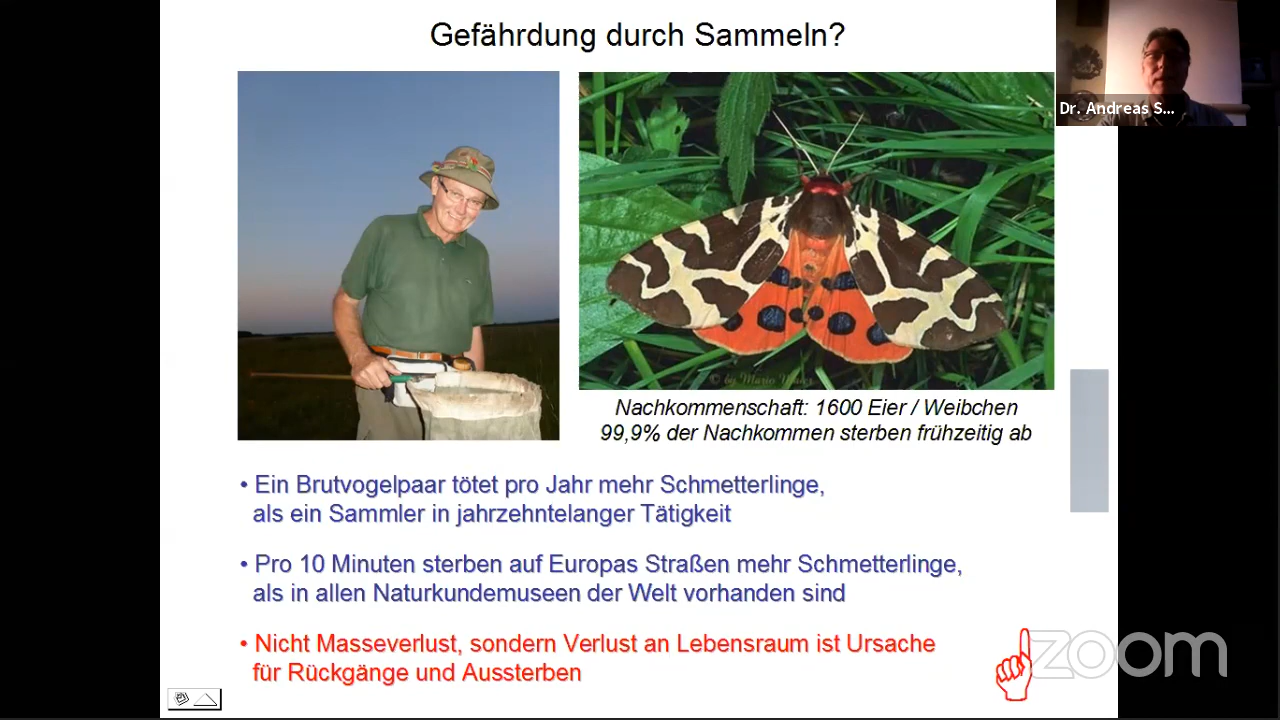 Gefährdung durch Sammeln?
Dr. Andreas S...
© by Mario Maier
Nachkommenschaft: 1600 Eier / Weibchen
99,9% der Nachkommen sterben frühzeitig ab
• Ein Brutvogelpaar tötet pro Jahr mehr Schmetterlinge,
als ein Sammler in jahrzehntelanger Tätigkeit
• Pro 10 Minuten sterben auf Europas Straßen mehr Schmetterlinge,
als in allen Naturkundemuseen der Welt vorhanden sind
• Nicht Masseverlust, sondern Verlust an Lebensraum ist Ursache
für Rückgänge und Aussterben
zoom